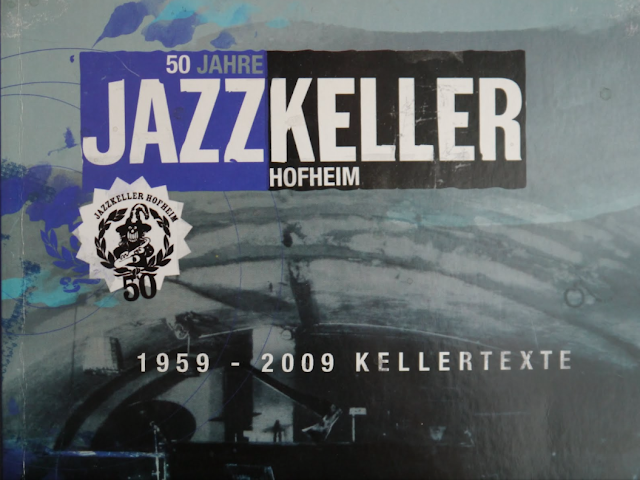 50 JAHRE
JAZZKELLER
HOFHEIM
JAZZKELLER HOFHEIM
50
1959 - 2009 KELLERTEXTE